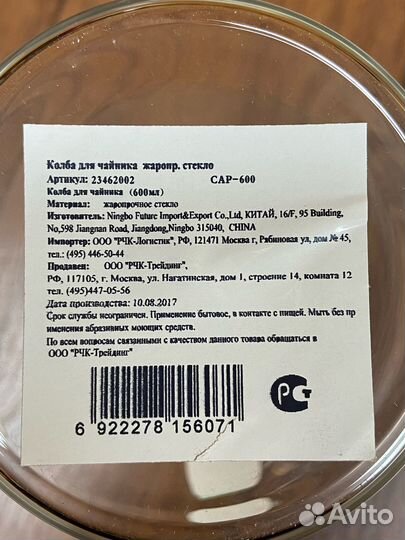 Колба для чайника жаропр. стекло
Артикул: 23462002 CAP-600
Колба для чайника (600мл)
Материал: жаропрочное стекло
Изготовитель: Ningbo Future Import&Export Co.,Ltd, КИТАЙ, 16/F, 95 Building,
No,598 Jiangnan Road, Jiangdong,Ningbo 315040, CHINA
Импортер: ООО "РЧК-Логистик", РФ, 121471 Москва г, Рябиновая ул, дом № 45,
тел.: (495) 446-50-44
Продавец: ООО "РЧК-Трейдинг",
РФ, 117105, г. Москва, ул. Нагатинская, дом 1, строение 14, комната 12
тел. (495)447-05-56
Дата производства: 10.08.2017
Срок службы неограничен. Применение бытовое, в контакте с пищей. Мыть без пр
именения абразивных моющих средств.
По всем вопросам связанными с качеством данного товара обращаться в
ООО "РЧК-Трейдинг"
6 922278 156071
РСТ
Avito